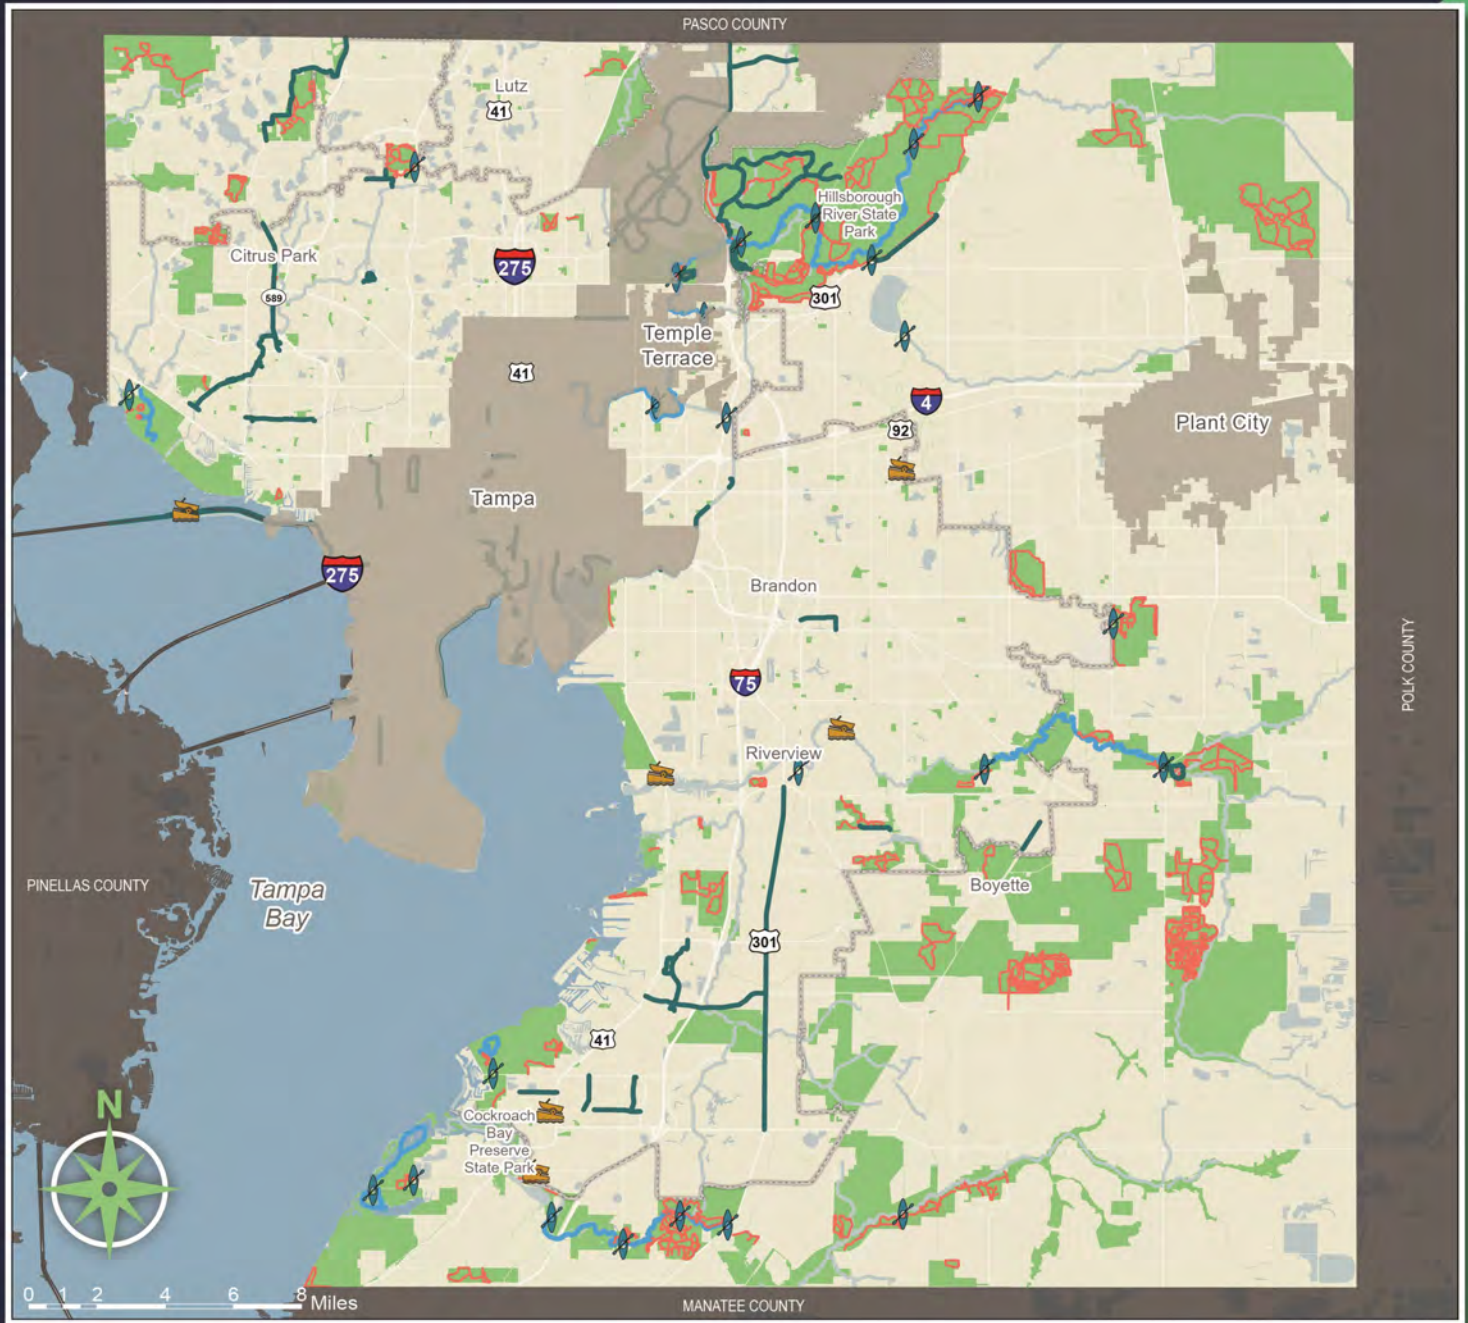 PASCO COUNTY
Lutz
41
Hillsborough
River State
Park
Citrus Park
275
589
301
Temple
Terrace
41
4
92
Plant City
Tampa
275
Brandon
75
POLK COUNTY
Riverview
PINELLAS COUNTY
Tampa
Bay
Boyette
301
41
N
Cockroach
Bay
Preserve
State Park
0 1 2 4 6 8 Miles
MANATEE COUNTY